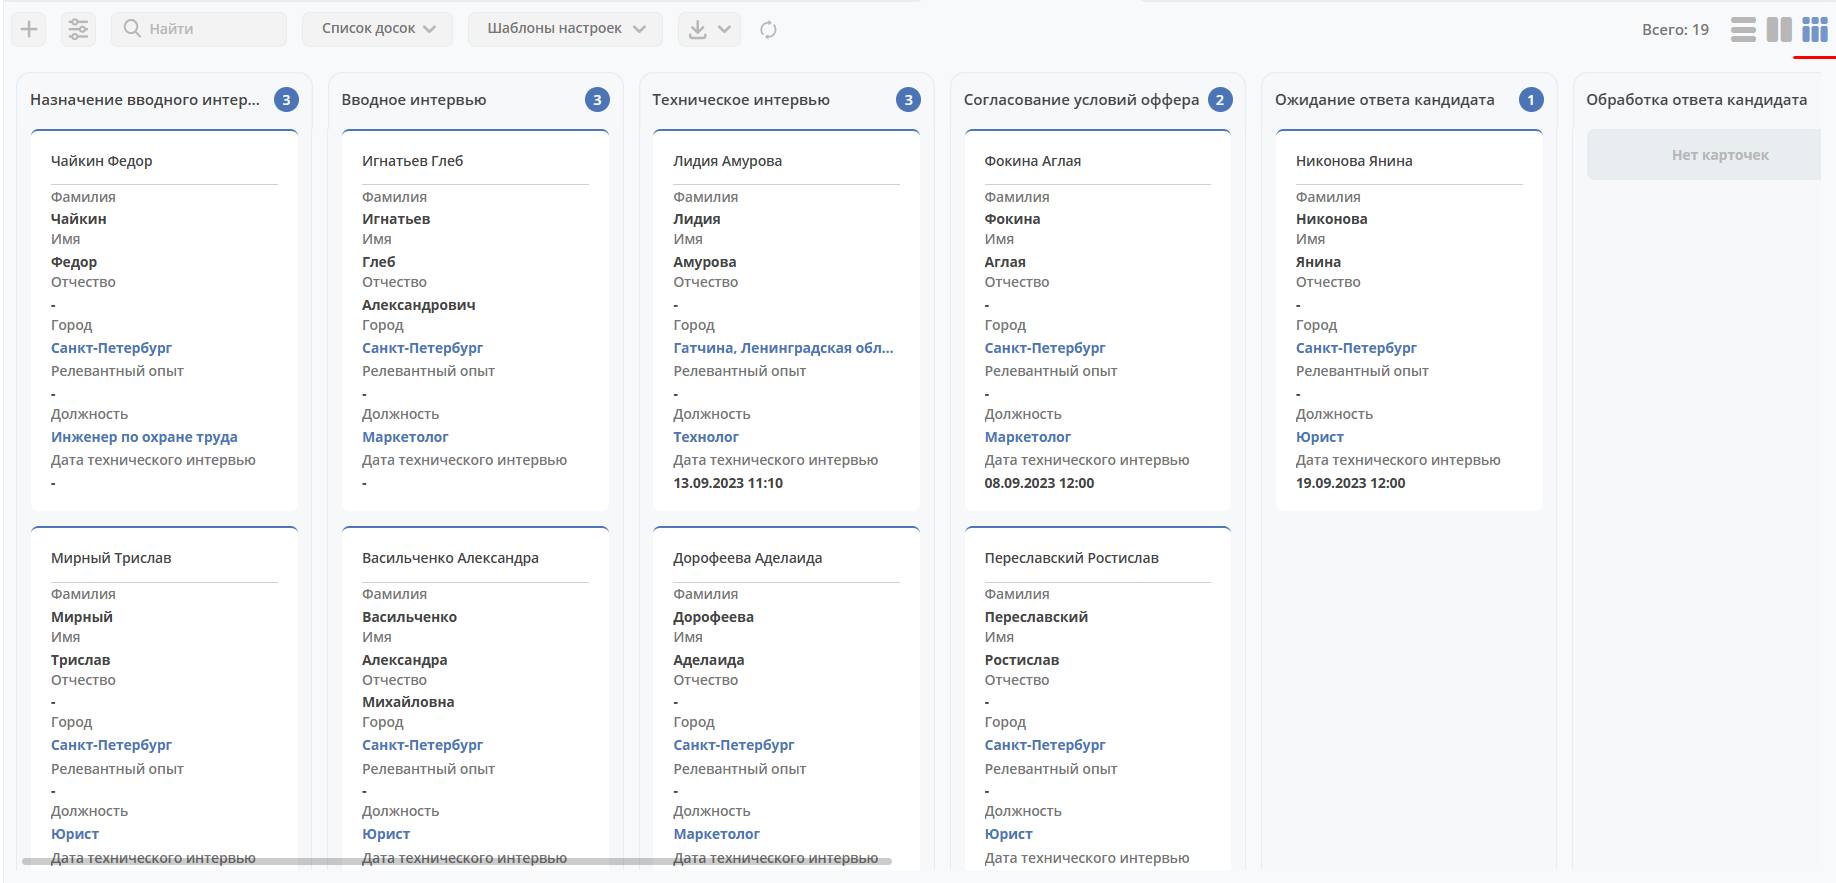 Найти
Список досок
Шаблоны настроек
Всего: 19
Назначение вводного интер... 3
Чайкин Федор
Фамилия
Чайкин
Имя
Федор
Отчество
-
Город
Санкт-Петербург
Релевантный опыт
-
Должность
Инженер по охране труда
Дата технического интервью
-
Мирный Трислав
Фамилия
Мирный
Имя
Трислав
Отчество
-
Город
Санкт-Петербург
Релевантный опыт
-
Должность
Юрист
Дата технического интервью
Вводное интервью 3
Игнатьев Глеб
Фамилия
Игнатьев
Имя
Глеб
Отчество
Александрович
Город
Санкт-Петербург
Релевантный опыт
-
Должность
Маркетолог
Дата технического интервью
-
Васильченко Александра
Фамилия
Васильченко
Имя
Александра
Отчество
Михайловна
Город
Санкт-Петербург
Релевантный опыт
-
Должность
Юрист
Дата технического интервью
Техническое интервью 3
Лидия Амурова
Фамилия
Лидия
Имя
Амурова
Отчество
-
Город
Гатчина, Ленинградская обл...
Релевантный опыт
-
Должность
Технолог
Дата технического интервью
13.09.2023 11:10
Дорофеева Аделаида
Фамилия
Дорофеева
Имя
Аделаида
Отчество
-
Город
Санкт-Петербург
Релевантный опыт
-
Должность
Маркетолог
Дата технического интервью
Согласование условий оффера 2
Фокина Аглая
Фамилия
Фокина
Имя
Аглая
Отчество
-
Город
Санкт-Петербург
Релевантный опыт
-
Должность
Маркетолог
Дата технического интервью
08.09.2023 12:00
Переславский Ростислав
Фамилия
Переславский
Имя
Ростислав
Отчество
-
Город
Санкт-Петербург
Релевантный опыт
-
Должность
Юрист
Дата технического интервью
Ожидание ответа кандидата 1
Никонова Янина
Фамилия
Никонова
Имя
Янина
Отчество
-
Город
Санкт-Петербург
Релевантный опыт
-
Должность
Юрист
Дата технического интервью
19.09.2023 12:00
Обработка ответа кандидата
Нет карточек